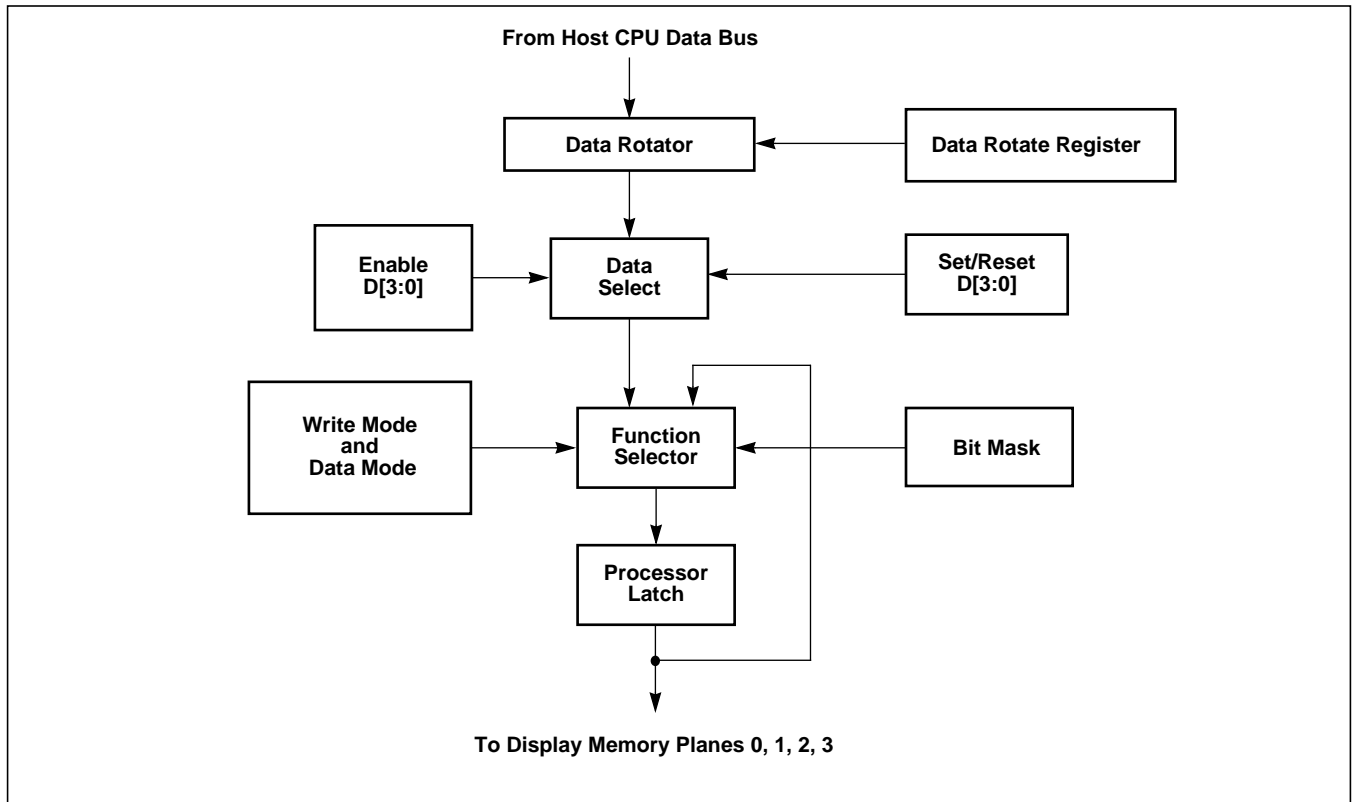 From Host CPU Data Bus
Data Rotator
Data Rotate Register
Enable
D[3:0]
Data
Select
Set/Reset
D[3:0]
Write Mode
and
Data Mode
Function
Selector
Bit Mask
Processor
Latch
To Display Memory Planes 0, 1, 2, 3